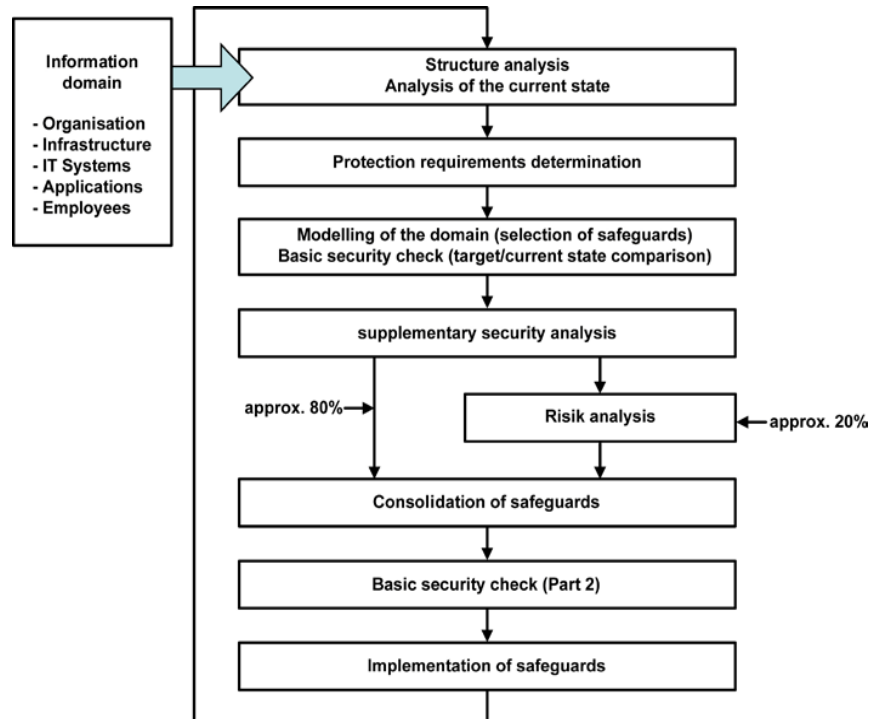 Information
domain
- Organisation
- Infrastructure
- IT Systems
- Applications
- Employees
Structure analysis
Analysis of the current state
Protection requirements determination
Modelling of the domain (selection of safeguards)
Basic security check (target/current state comparison)
supplementary security analysis
approx. 80%
Risik analysis
approx. 20%
Consolidation of safeguards
Basic security check (Part 2)
Implementation of safeguards